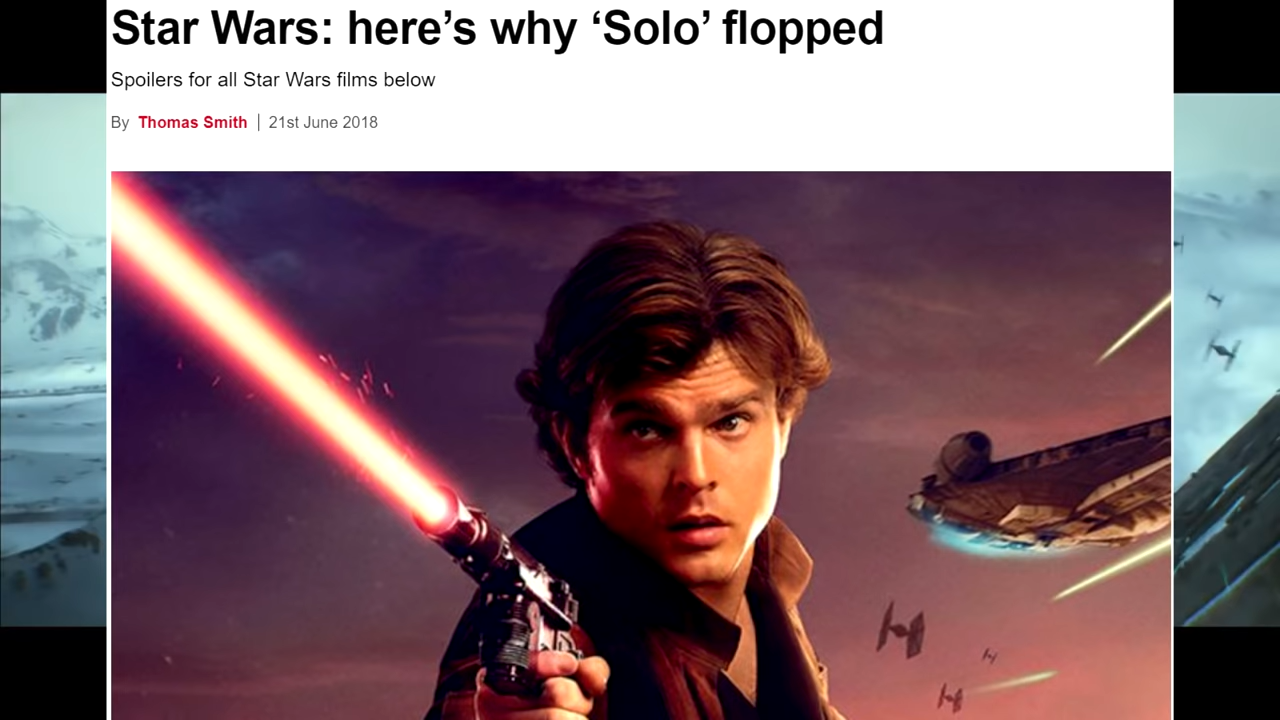 Star Wars: here’s why ‘Solo’ flopped
Spoilers for all Star Wars films below
By Thomas Smith | 21st June 2018